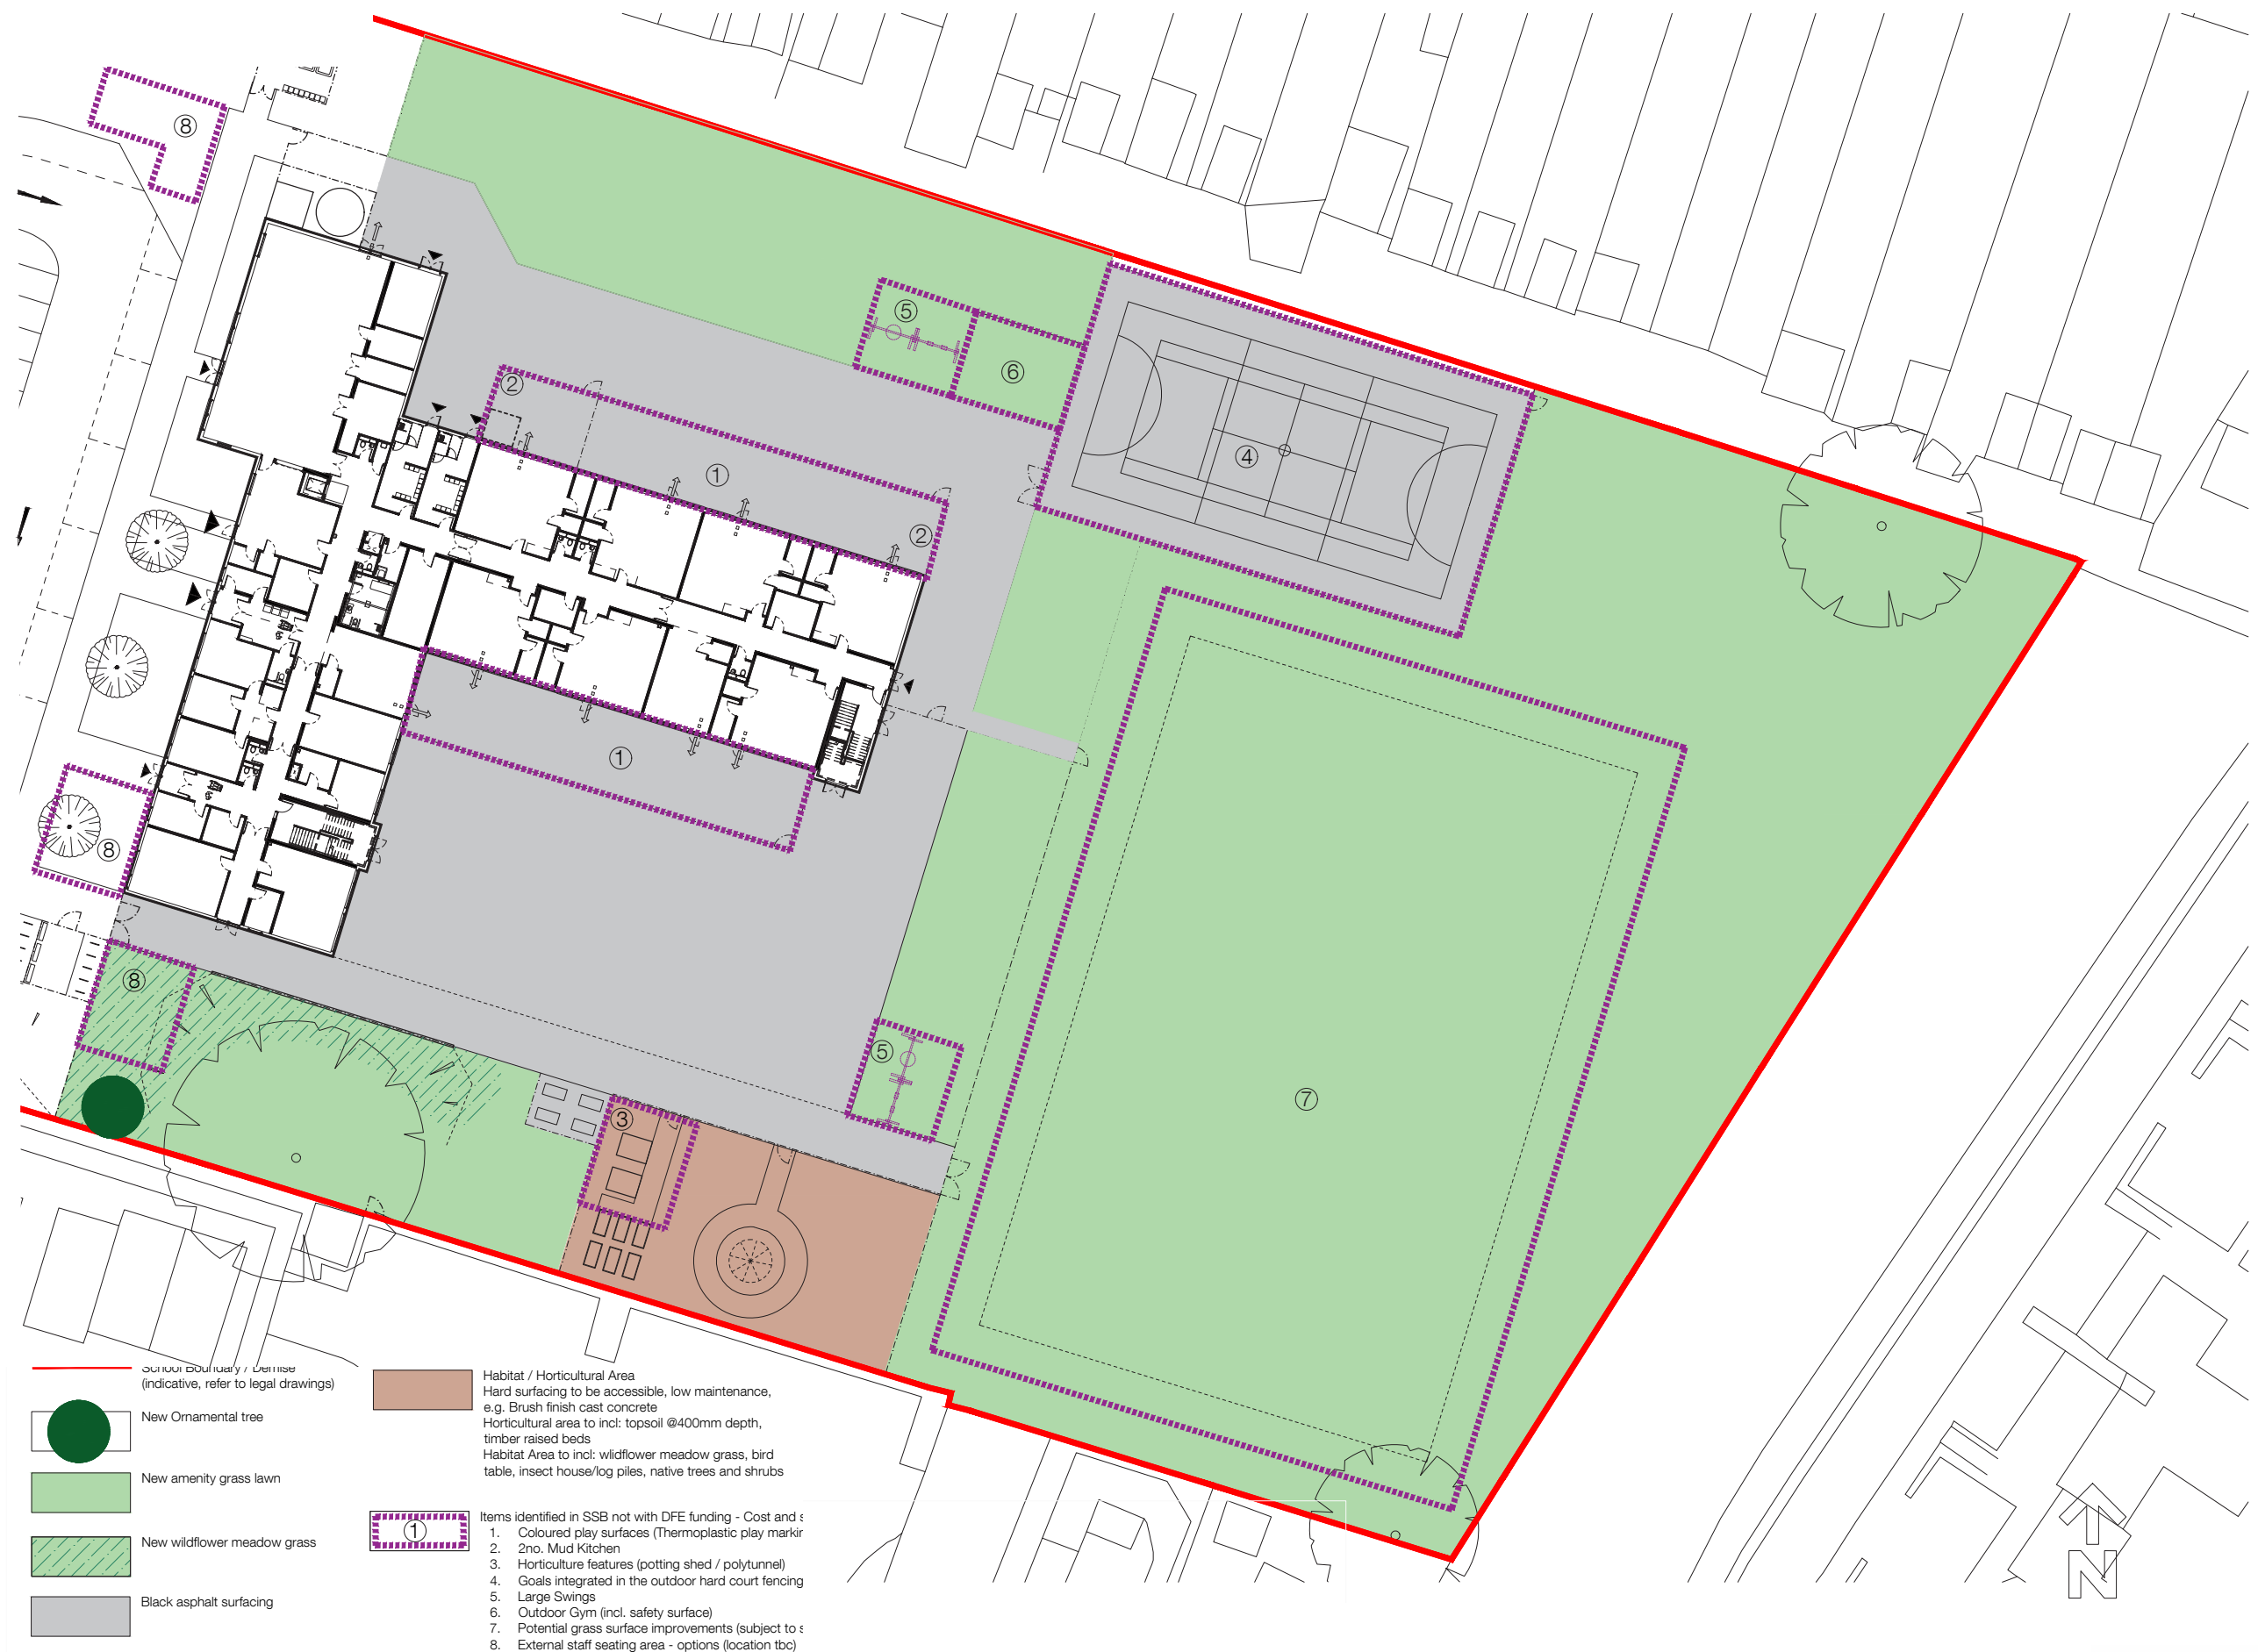 8
5
6
2
4
1
2
1
8
8
5
3
7
School Boundary / Demise
(indicative, refer to legal drawings)
New Ornamental tree
New amenity grass lawn
New wildflower meadow grass
Black asphalt surfacing
Habitat / Horticultural Area
Hard surfacing to be accessible, low maintenance,
e.g. Brush finish cast concrete
Horticultural area to incl: topsoil @400mm depth,
timber raised beds
Habitat Area to incl: wildflower meadow grass, bird
table, insect house/log piles, native trees and shrubs
1
Items identified in SSB not with DFE funding - Cost and
1. Coloured play surfaces (Thermoplastic play
2. 2no. Mud Kitchen
3. Horticulture features (potting shed / polytunnel)
4. Goals integrated in the outdoor hard court fencing
5. Large Swings
6. Outdoor Gym (incl. safety surface)
7. Potential grass surface improvements (subject to
8. External staff seating area - options (location tbc)
N